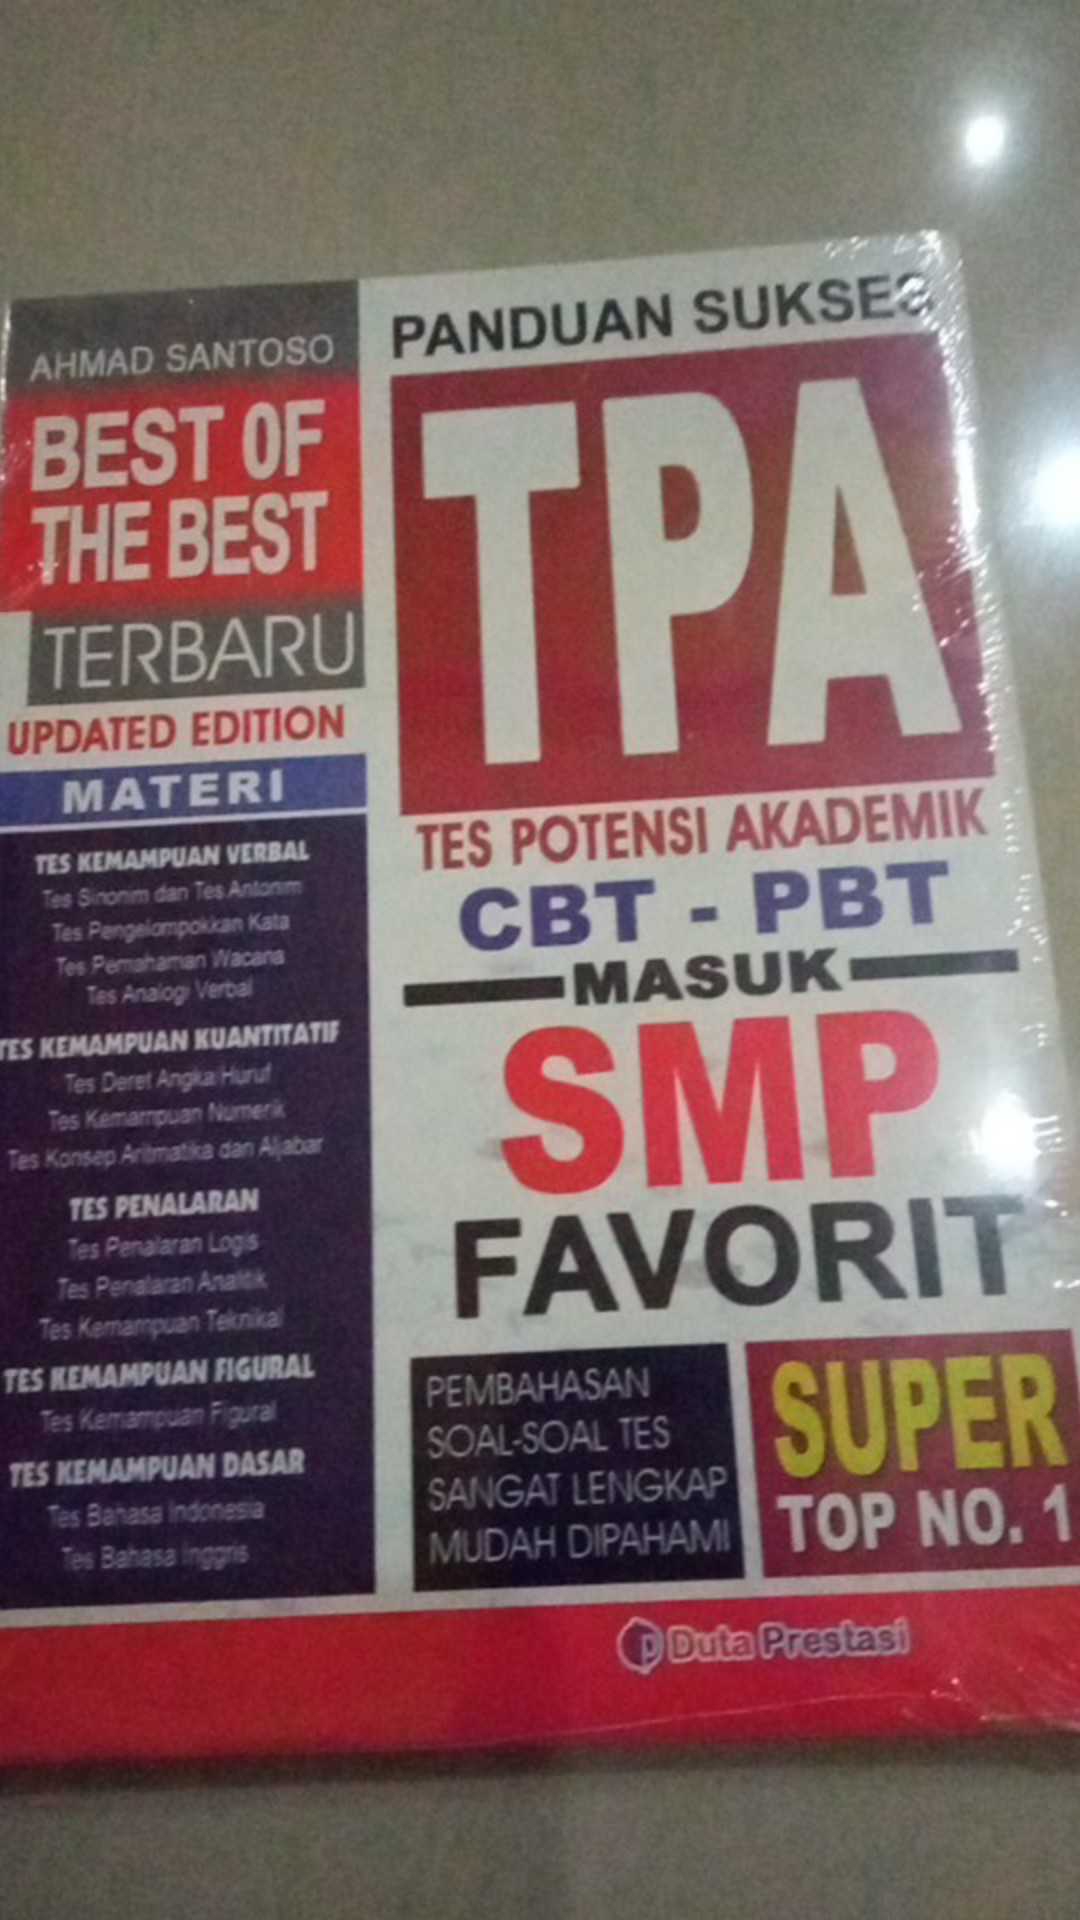 AHMAD SANTOSO
BEST OF
THE BEST
TERBARU
UPDATED EDITION
MATERI
TES KEMAMPUAN VERBAL
Tes Sinonim dan Tes Antonim
Tes Pengelompokkan Kata
Tes Pemahaman Wacana
Tes Analogi Verbal
TES KEMAMPUAN KUANTITATIF
Tes Deret Angka/Huruf
Tes Kemampuan Numerik
Tes Konsep Aritmatika dan Aljabar
TES PENALARAN
Tes Penalaran Logis
Tes Penalaran Analitik
Tes Kemampuan Teknikal
TES KEMAMPUAN FIGURAL
Tes Kemampuan Figural
TES KEMAMPUAN DASAR
Tes Bahasa Indonesia
Tes Bahasa Inggris
PANDUAN SUKSES
TPA
TES POTENSI AKADEMIK
CBT - PBT
MASUK
SMP
FAVORIT
PEMBAHASAN
SOAL-SOAL TES
SANGAT LENGKAP
MUDAH DIPAHAMI
SUPER
TOP NO. 1
Duta Prestasi